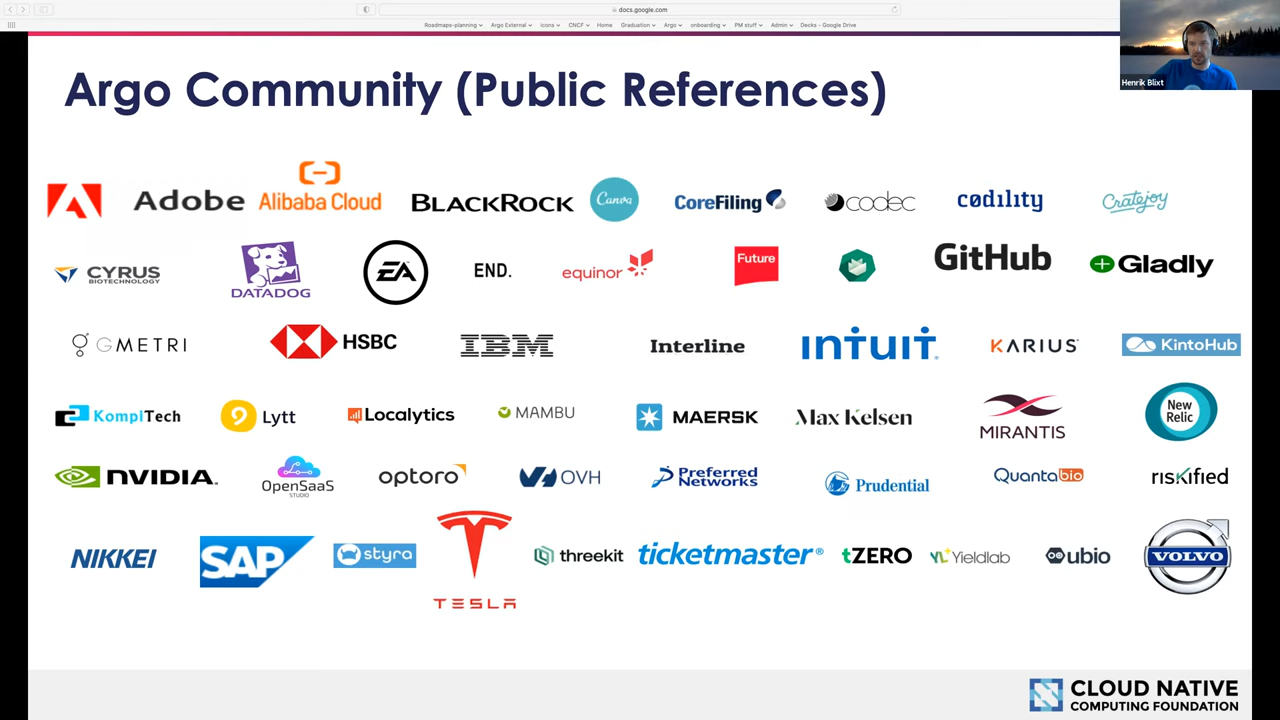 docs.google.com
Roadmaps-planning Argo External icons CNCF Home Graduation Argo onboarding PM stuff Admin Decks - Google Drive
Henrik Blixt
Argo Community (Public References)
Adobe
Alibaba Cloud
BLACKROCK
Canva
CoreFiling
codec
codility
Cratejoy
CYRUS
BIOTECHNOLOGY
DATADOG
EA
END.
equinor
Future
GitHub
Gladly
GMETRI
HSBC
IBM
Interline
intuit
KARIUS
KintoHub
KompiTech
Lytt
Localytics
MAMBU
MAERSK
Max Kelsen
MIRANTIS
New
Relic
NVIDIA.
OpenSaaS
STUDIO
optoro
OVH
Preferred
Networks
Prudential
Quantabio
riskified
NIKKEI
SAP
styra
TESLA
threekit
ticketmaster®
tZERO
Yieldlab
ubio
VOLVO
CLOUD NATIVE
COMPUTING FOUNDATION